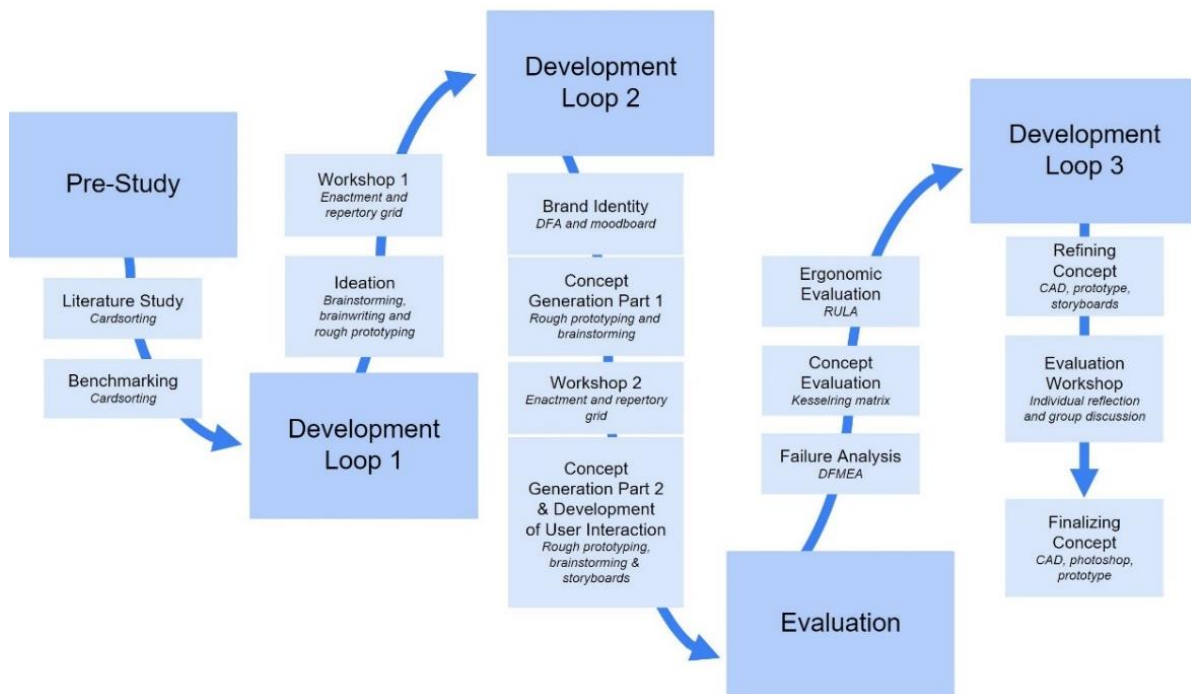 Pre-Study
Literature Study
Cardsorting
Benchmarking
Cardsorting
Development
Loop 1
Ideation
Brainstorming,
brainwriting and
rough prototyping
Workshop 1
Enactment and
repertory grid
Development
Loop 2
Brand Identity
DFA and moodboard
Concept
Generation Part 1
Rough prototyping and
brainstorming
Workshop 2
Enactment and repertory
grid
Concept
Generation Part 2
& Development
of User Interaction
Rough prototyping,
brainstorming &
storyboards
Evaluation
Failure Analysis
DFMEA
Concept
Evaluation
Kesselring matrix
Ergonomic
Evaluation
RULA
Development
Loop 3
Refining
Concept
CAD, prototype,
storyboards
Evaluation
Workshop
Individual reflection
and group discussion
Finalizing
Concept
CAD, photoshop,
prototype